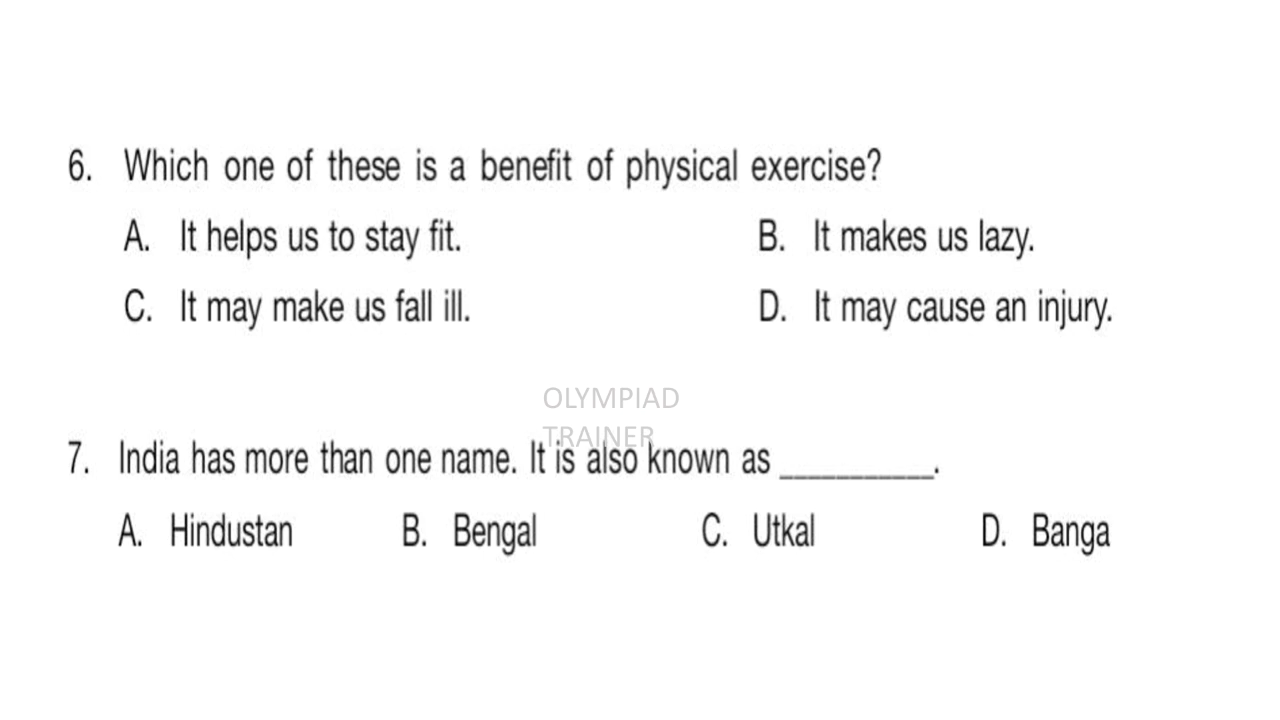 6. Which one of these is a benefit of physical exercise?
A. It helps us to stay fit. B. It makes us lazy.
C. It may make us fall ill. D. It may cause an injury.
OLYMPIAD
TRAINER
7. India has more than one name. It is also known as __________.
A. Hindustan B. Bengal C. Utkal D. Banga